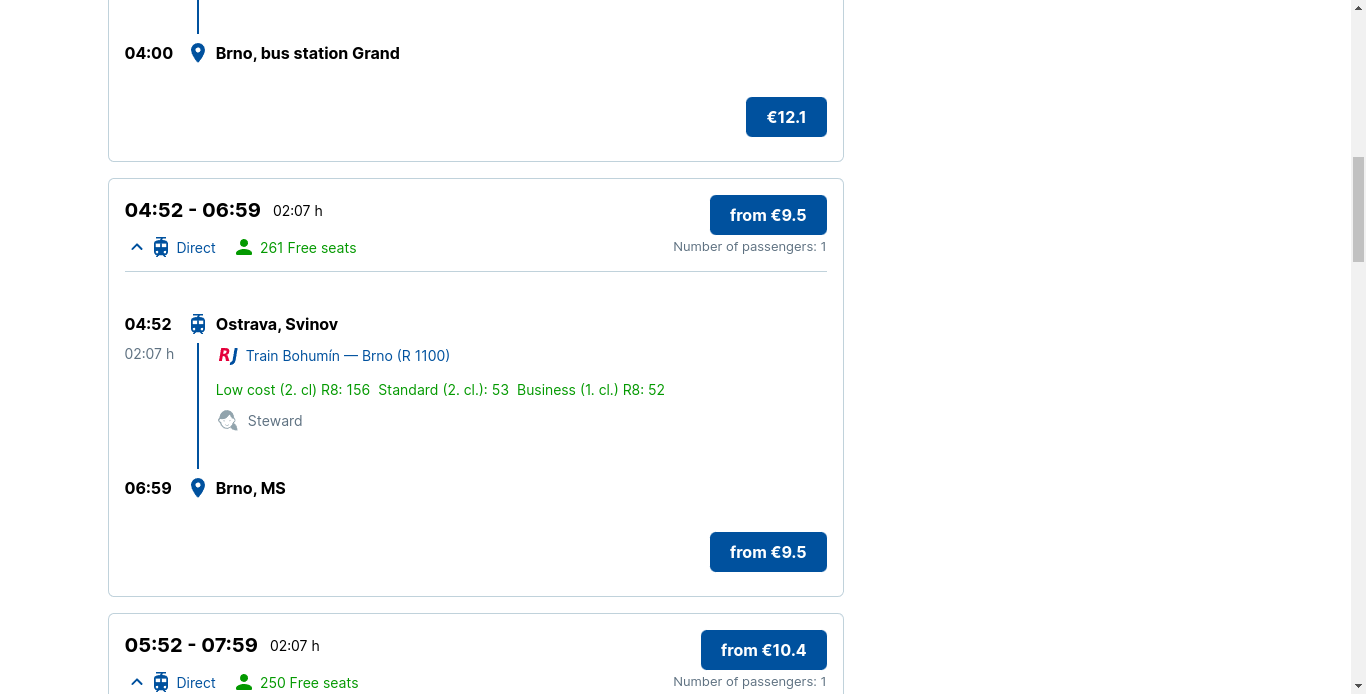 04:00 Brno, bus station Grand
€12.1
04:52 - 06:59 02:07 h from €9.5
Direct 261 Free seats Number of passengers: 1
04:52 Ostrava, Svinov
02:07 h RJ Train Bohumín — Brno (R 1100)
Low cost (2. cl) R8: 156 Standard (2. cl.): 53 Business (1. cl.) R8: 52
Steward
06:59 Brno, MS
from €9.5
05:52 - 07:59 02:07 h from €10.4
Direct 250 Free seats Number of passengers: 1